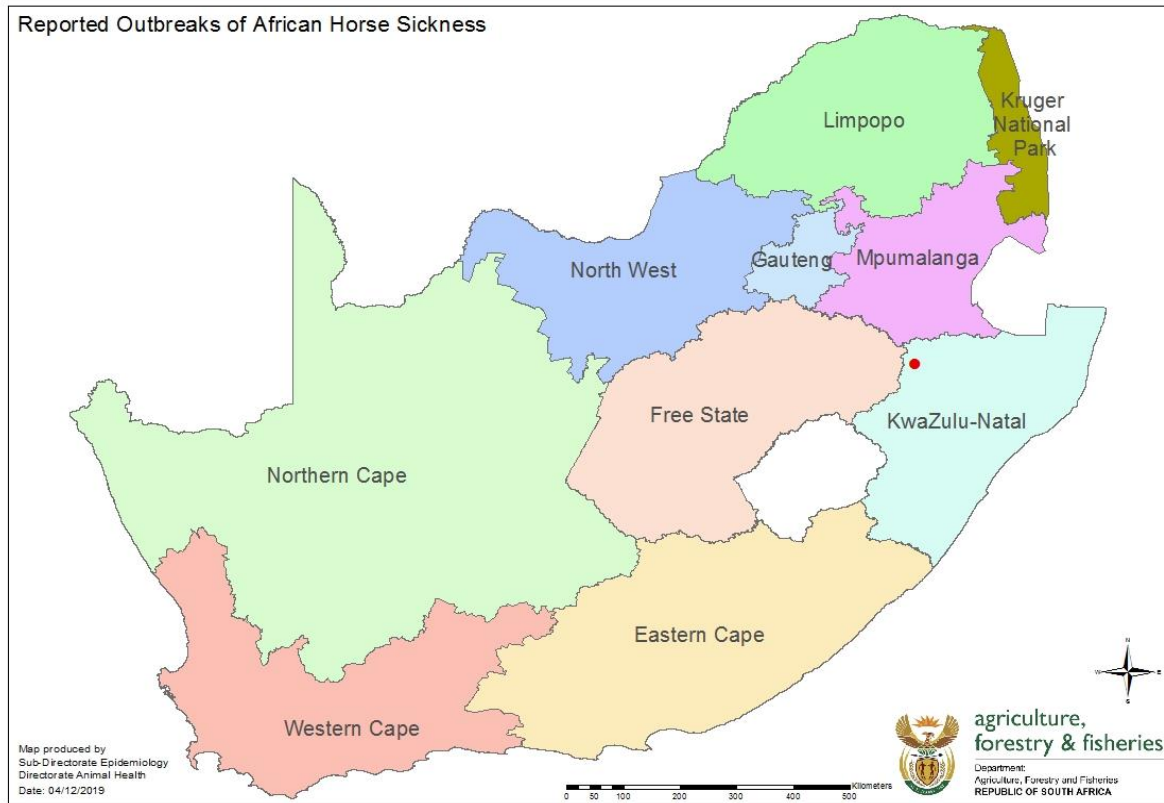 Reported Outbreaks of African Horse Sickness
Limpopo
Kruger
National
Park
North West
Gauteng
Mpumalanga
Free State
KwaZulu-Natal
Northern Cape
Eastern Cape
Western Cape
N
W
E
S
Map produced by
Sub-Directorate Epidemiology
Directorate Animal Health
Date: 04/12/2019
Kilometers
0 50 100 200 300 400 500
agriculture,
forestry & fisheries
Department:
Agriculture, Forestry and Fisheries
REPUBLIC OF SOUTH AFRICA